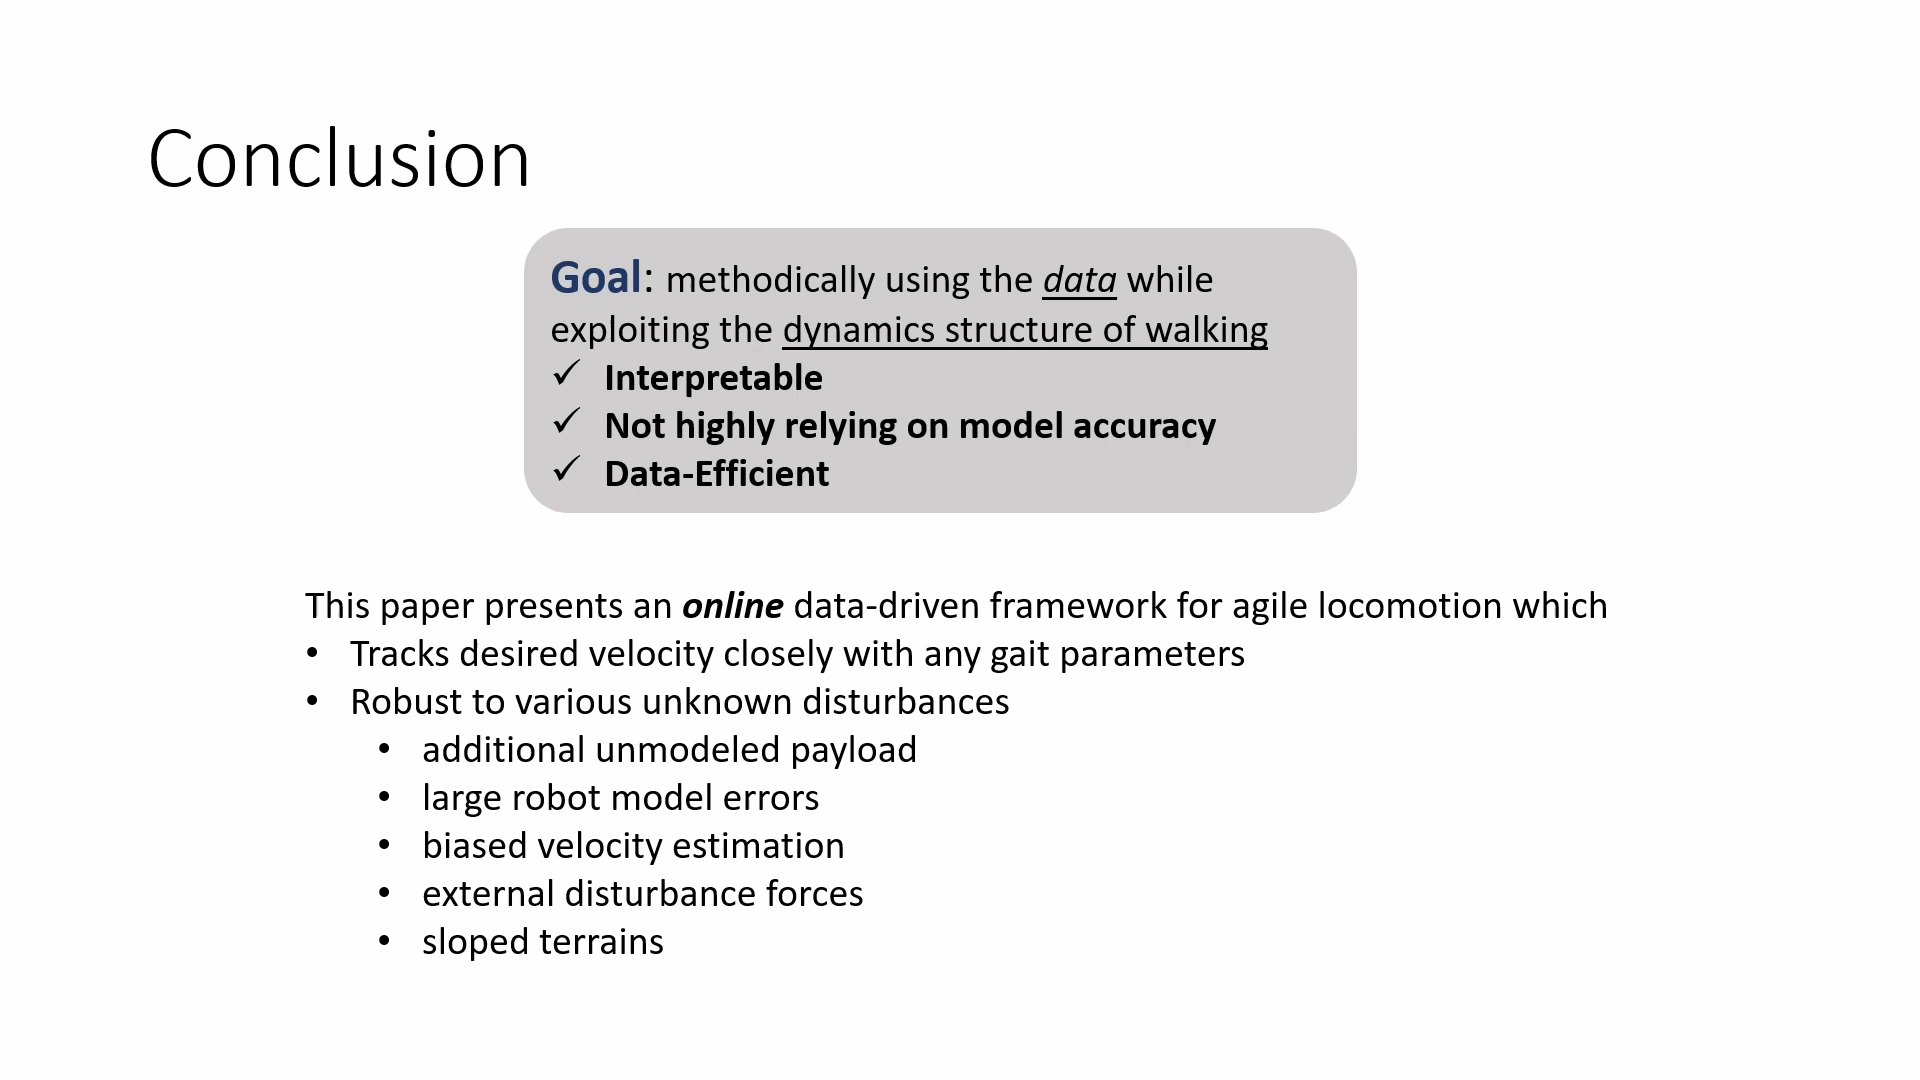 Conclusion
Goal: methodically using the data while
exploiting the dynamics structure of walking
✓ Interpretable
✓ Not highly relying on model accuracy
✓ Data-Efficient
This paper presents an online data-driven framework for agile locomotion which
• Tracks desired velocity closely with any gait parameters
• Robust to various unknown disturbances
• additional unmodeled payload
• large robot model errors
• biased velocity estimation
• external disturbance forces
• sloped terrains